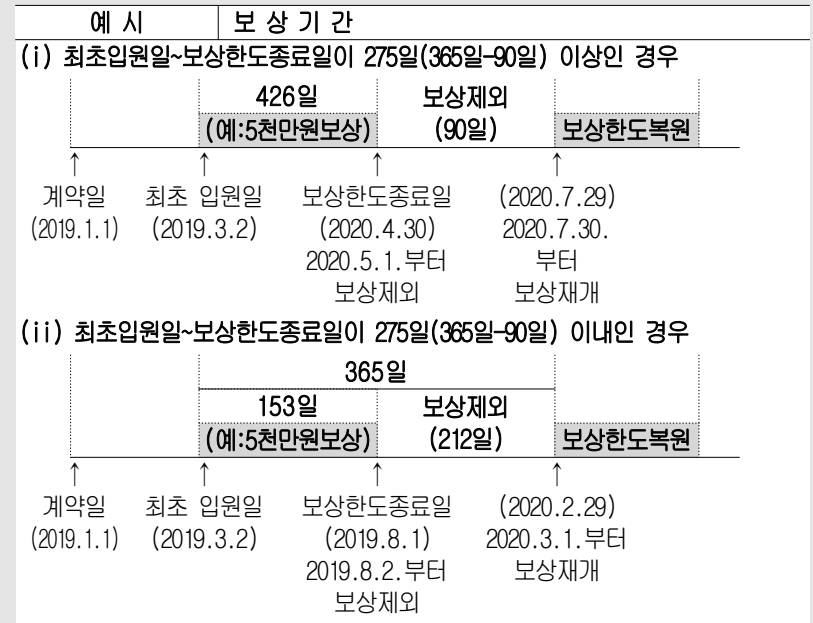 예 시 보 상 기 간
(i) 최초입원일~보상한도종료일이 275일(365일-90일) 이상인 경우
426일 보상제외
(예:5천만원보상) (90일) 보상한도복원
↑ ↑ ↑ ↑
계약일 최초 입원일 보상한도종료일 (2020.7.29)
(2019.1.1) (2019.3.2) (2020.4.30) 2020.7.30.
2020.5.1.부터 부터
보상제외 보상재개
(ii) 최초입원일~보상한도종료일이 275일(365일-90일) 이내인 경우
365일
153일 보상제외
(예:5천만원보상) (212일) 보상한도복원
↑ ↑ ↑ ↑
계약일 최초 입원일 보상한도종료일 (2020.2.29)
(2019.1.1) (2019.3.2) (2019.8.1) 2020.3.1.부터
2019.8.2.부터 보상재개
보상제외